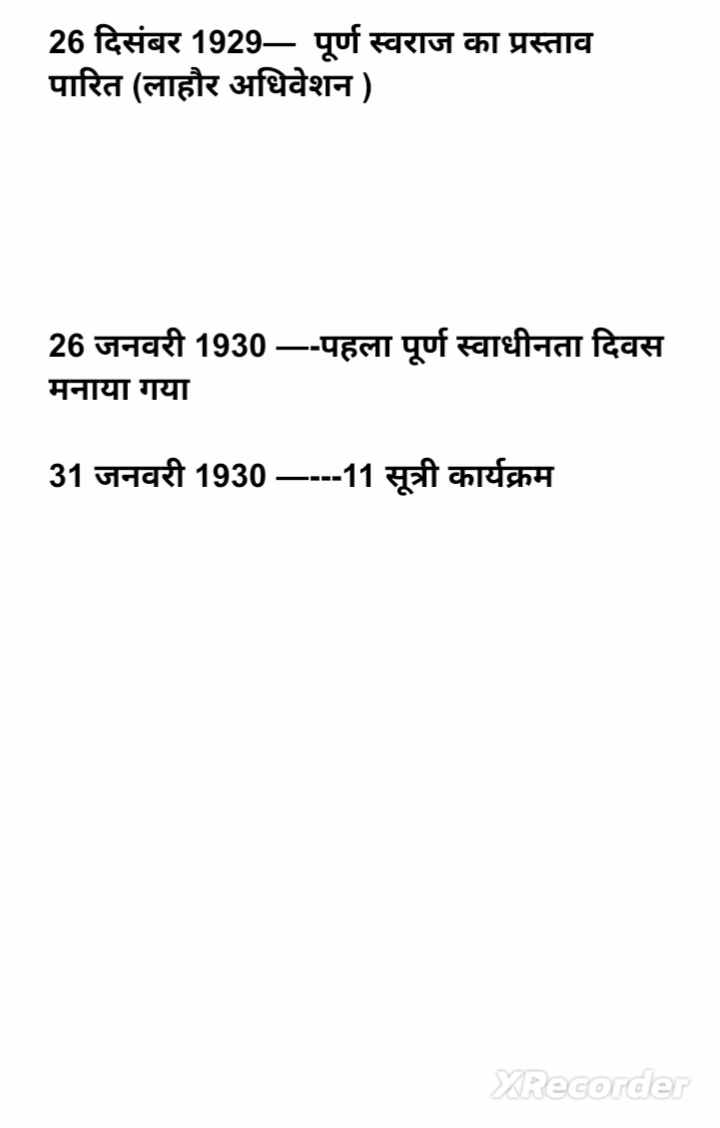 26 दिसंबर 1929— पूर्ण स्वराज का प्रस्ताव
पारित (लाहौर अधिवेशन )
26 जनवरी 1930 —-पहला पूर्ण स्वाधीनता दिवस
मनाया गया
31 जनवरी 1930 —---11 सूत्री कार्यक्रम
XRecorder